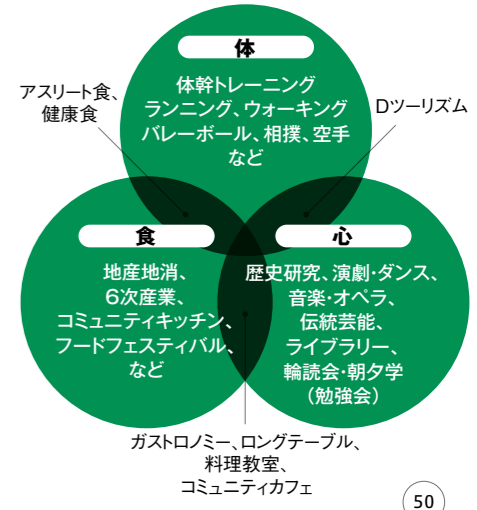 体
体幹トレーニング
ランニング、ウォーキング
バレーボール、相撲、空手
など
アスリート食、
健康食
Dツーリズム
食
地産地消、
6次産業、
コミュニティキッチン、
フードフェスティバル、
など
心
歴史研究、演劇・ダンス、
音楽・オペラ、
伝統芸能、
ライブラリー、
輪読会・朝夕学
(勉強会)
ガストロノミー、ロングテーブル、
料理教室、
コミュニティカフェ
50